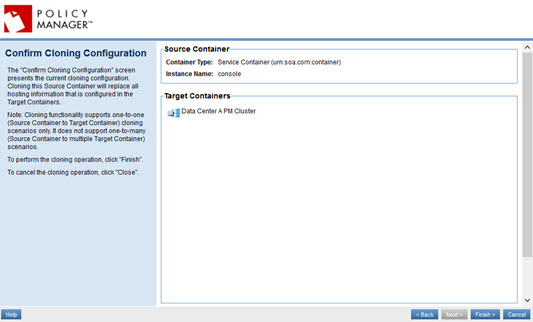 POLICY
MANAGER™
Confirm Cloning Configuration
The "Confirm Cloning Configuration" screen
presents the current cloning configuration.
Cloning this Source Container will replace all
hosting information that is configured in the
Target Containers.
Note: Cloning functionality supports one-to-one
(Source Container to Target Container) cloning
scenarios only. It does not support one-to-many
(Source Container to multiple Target Container)
scenarios.
To perform the cloning operation, click "Finish".
To cancel the cloning operation, click "Close".
Source Container
Container Type: Service Container (urn:soa.com:container)
Instance Name: console
Target Containers
Data Center A PM Cluster
Help
< Back Next > Finish > Cancel